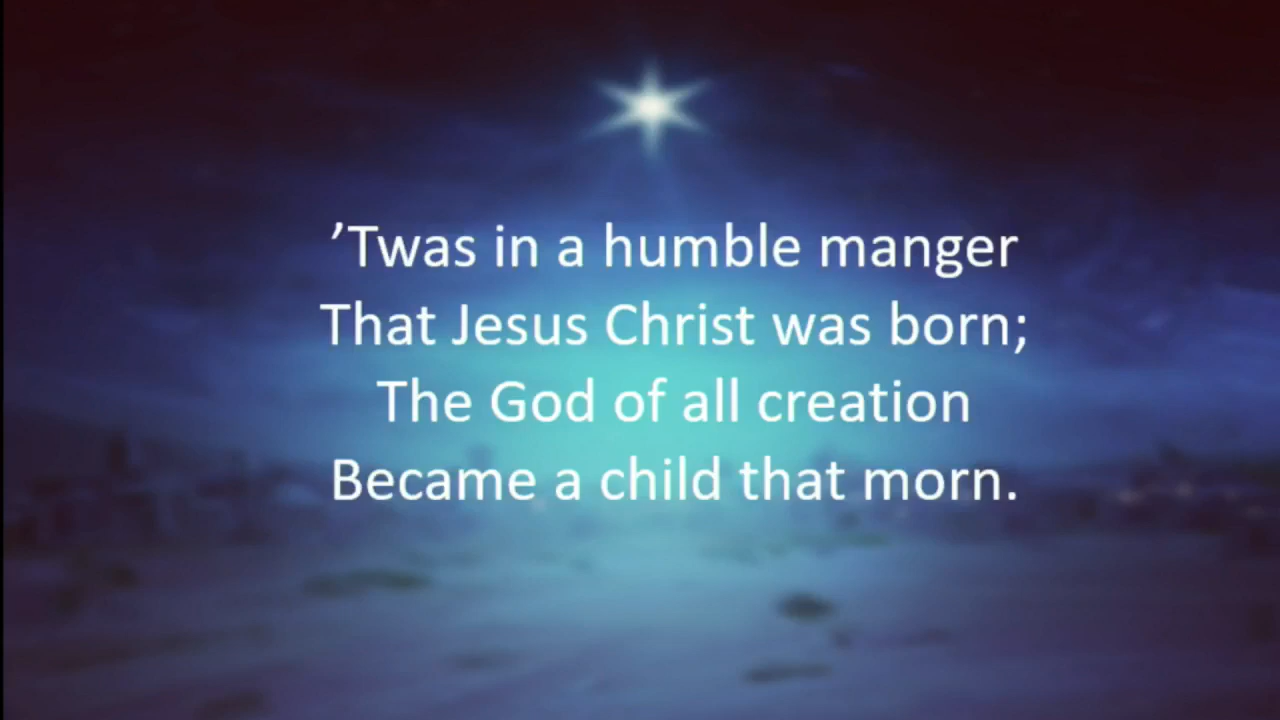 ’Twas in a humble manger
That Jesus Christ was born;
The God of all creation
Became a child that morn.